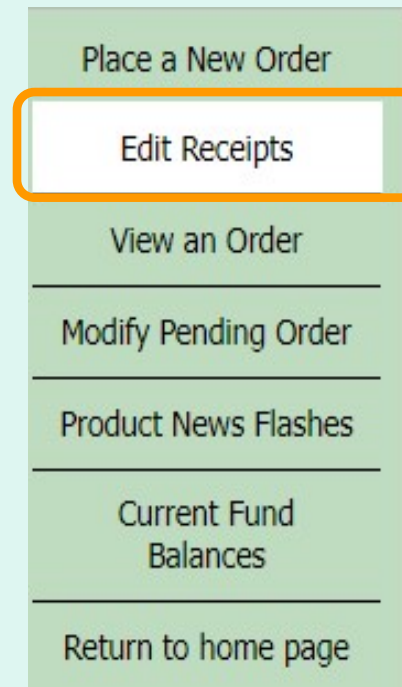 Place a New Order
Edit Receipts
View an Order
Modify Pending Order
Product News Flashes
Current Fund
Balances
Return to home page